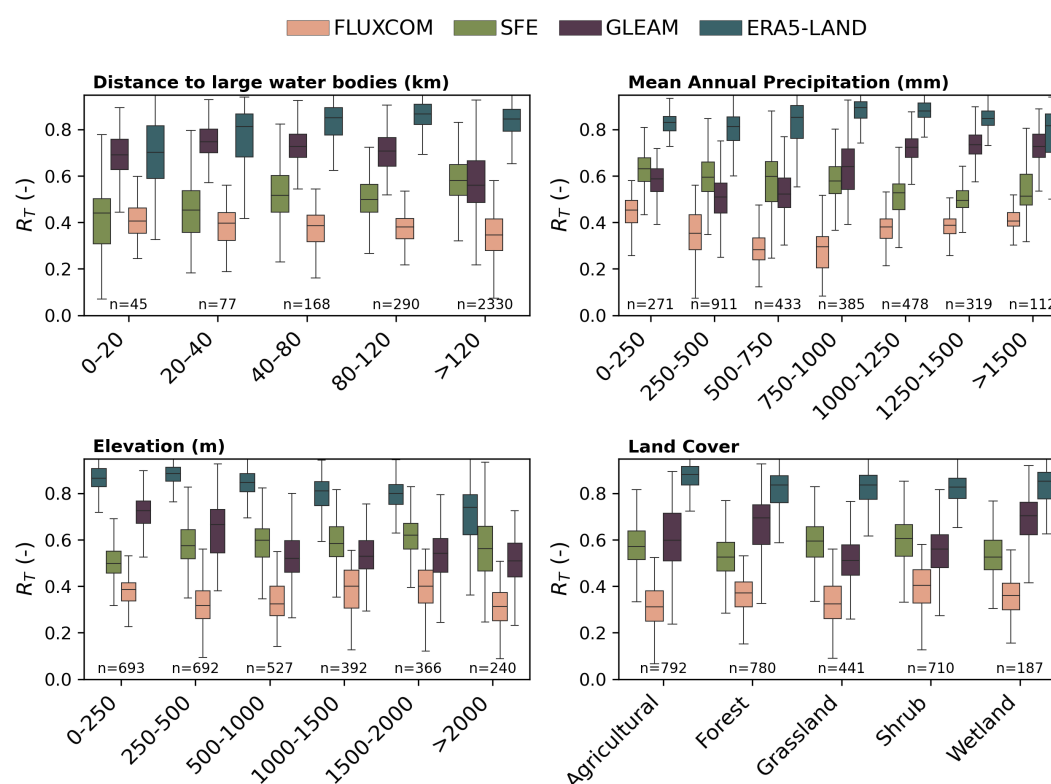 FLUXCOM SFE GLEAM ERA5-LAND
Distance to large water bodies (km)
R_T (-)
0.8
0.6
0.4
0.2
0.0
n=45 n=77 n=168 n=290 n=2330
0–20 20–40 40–80 80-120 >120
Mean Annual Precipitation (mm)
R_T (-)
0.8
0.6
0.4
0.2
0.0
n=271 n=911 n=433 n=385 n=478 n=319 n=112
0-250 250-500 500-750 750-1000 1000-1250 1250-1500 >1500
Elevation (m)
R_T (-)
0.8
0.6
0.4
0.2
0.0
n=693 n=692 n=527 n=392 n=366 n=240
0-250 250-500 500-1000 1000-1500 1500-2000 >2000
Land Cover
R_T (-)
0.8
0.6
0.4
0.2
0.0
n=792 n=780 n=441 n=710 n=187
Agricultural Forest Grassland Shrub Wetland